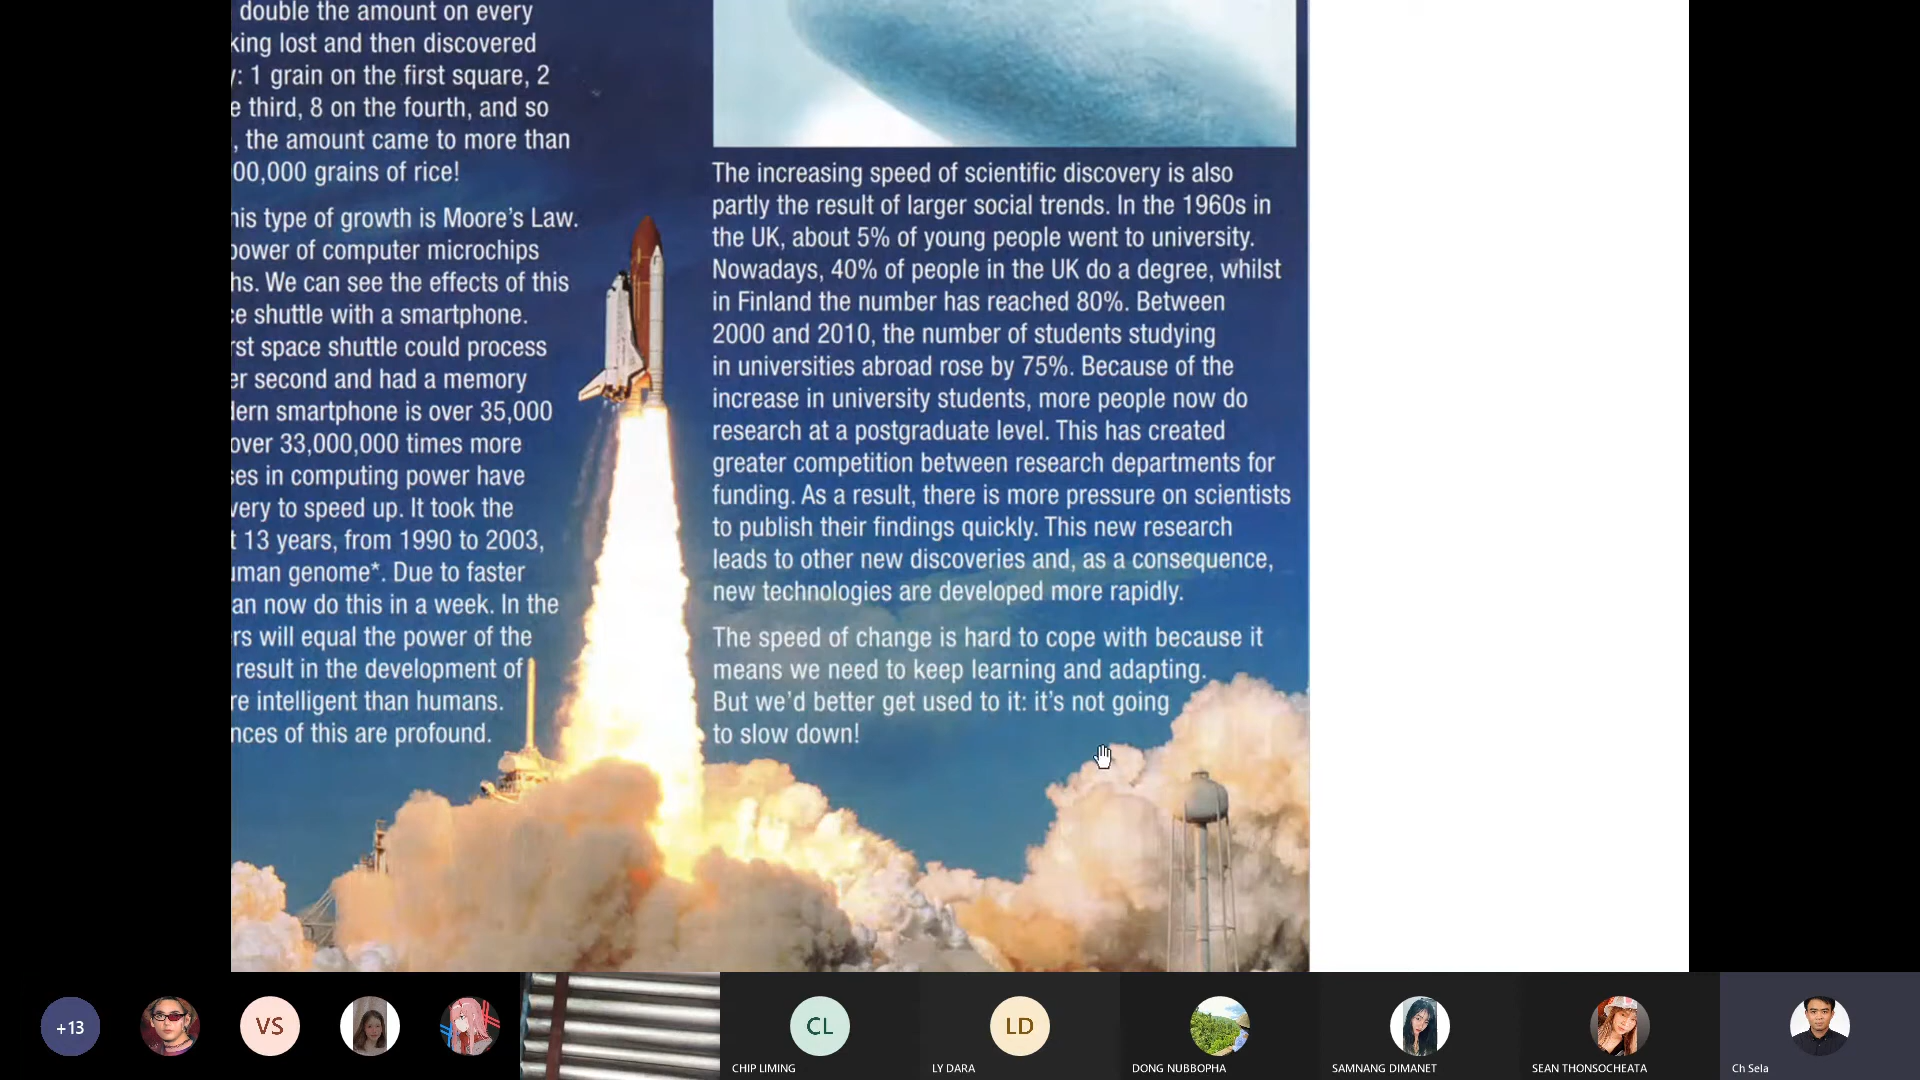 double the amount on every
king lost and then discovered
y: 1 grain on the first square, 2
e third, 8 on the fourth, and so
, the amount came to more than
00,000 grains of rice!
his type of growth is Moore's Law.
power of computer microchips
hs. We can see the effects of this
ce shuttle with a smartphone.
rst space shuttle could process
er second and had a memory
dern smartphone is over 35,000
over 33,000,000 times more
ses in computing power have
very to speed up. It took the
t 13 years, from 1990 to 2003,
uman genome*. Due to faster
an now do this in a week. In the
rs will equal the power of the
result in the development of
re intelligent than humans.
nces of this are profound.
The increasing speed of scientific discovery is also
partly the result of larger social trends. In the 1960s in
the UK, about 5% of young people went to university.
Nowadays, 40% of people in the UK do a degree, whilst
in Finland the number has reached 80%. Between
2000 and 2010, the number of students studying
in universities abroad rose by 75%. Because of the
increase in university students, more people now do
research at a postgraduate level. This has created
greater competition between research departments for
funding. As a result, there is more pressure on scientists
to publish their findings quickly. This new research
leads to other new discoveries and, as a consequence,
new technologies are developed more rapidly.
The speed of change is hard to cope with because it
means we need to keep learning and adapting.
But we'd better get used to it: it's not going
to slow down!
+13
VS
CL
LD
CHIP LIMING
LY DARA
DONG NUBBOPHA
SAMNANG DIMANET
SEAN THONSOCHEATA
Ch Sela